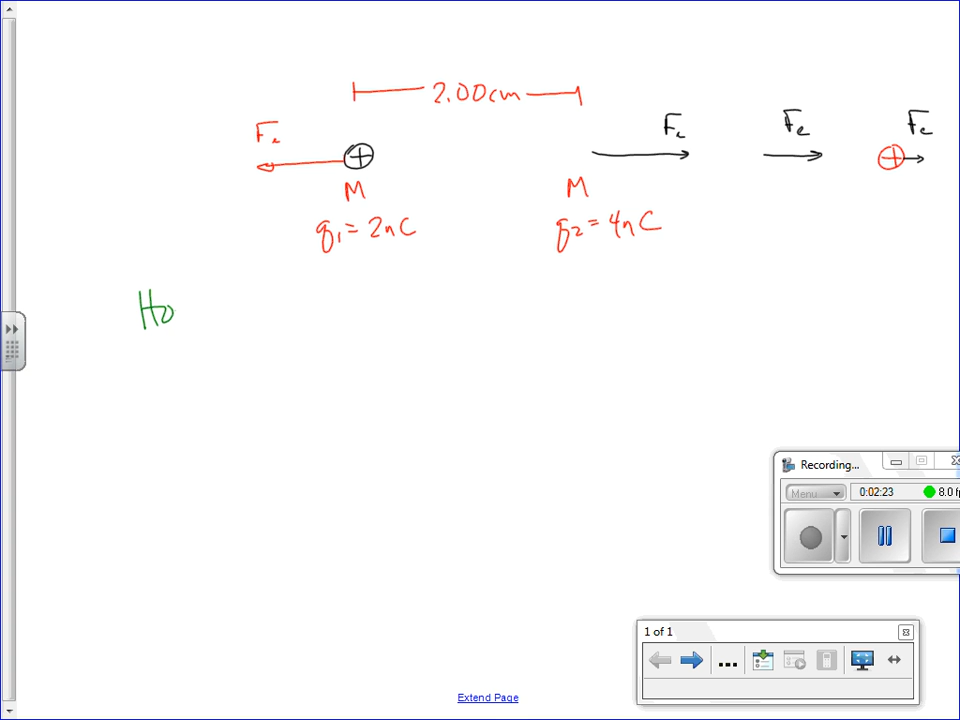 2.00cm
Fe Fe Fe Fe
+ +
M M
q1 = 2nC q2 = 4nC
Ho
Recording...
Menu 0:02:23 8.0 f
1 of 1
...
Extend Page